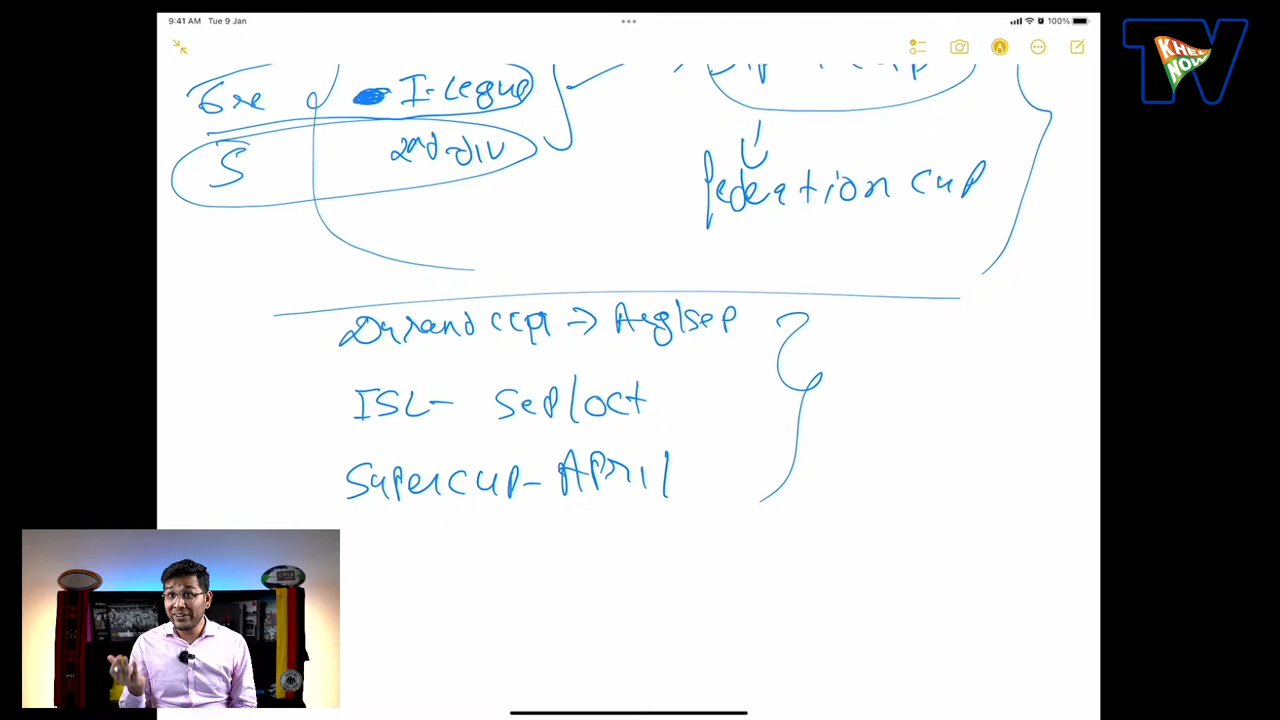 9:41 AM Tue 9 Jan
100%
KHEL
NOW
TV
I-Legue
S
2nd div
Federation cup
Durand cup → Aug/Sep
ISL- Sep/oct
Supercup- April